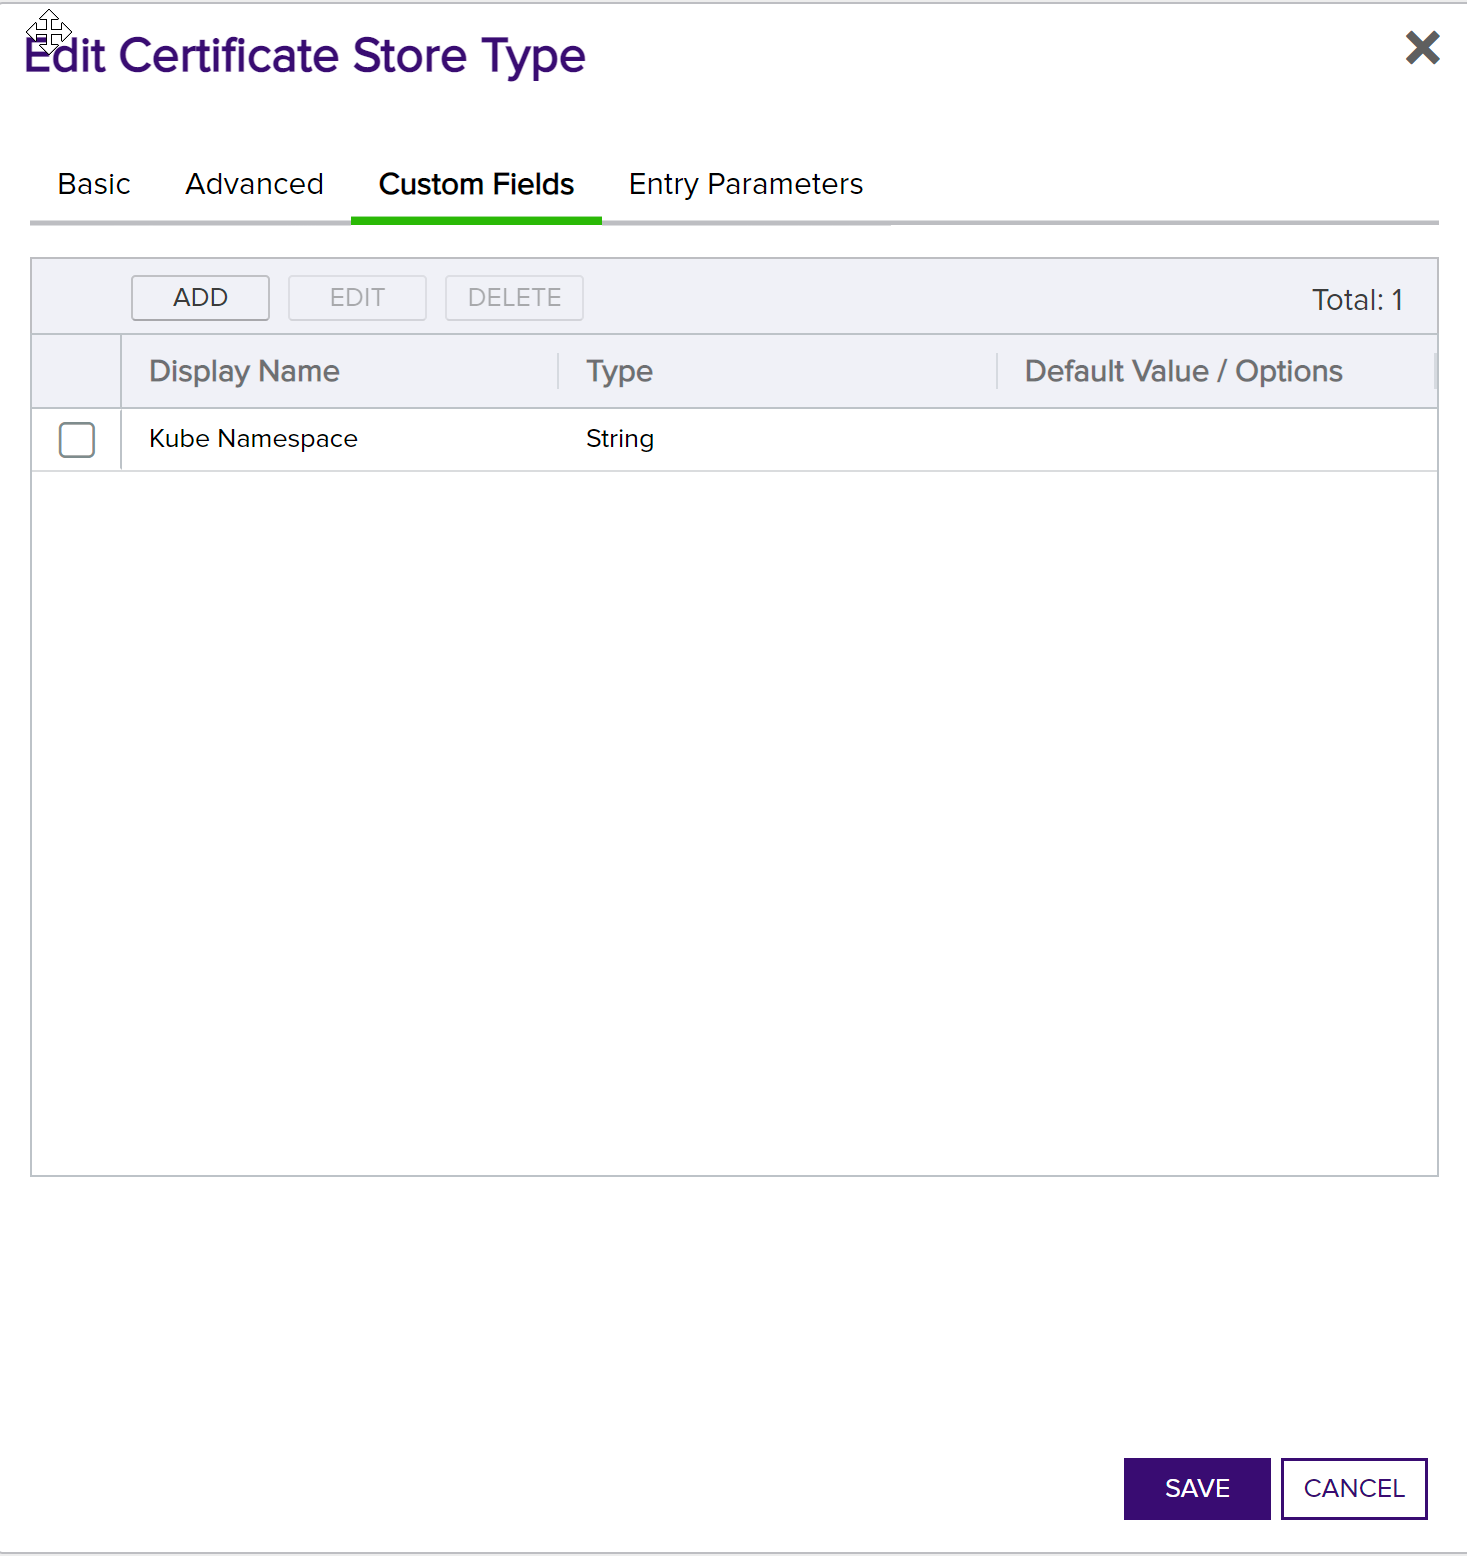 Edit Certificate Store Type
Basic Advanced Custom Fields Entry Parameters
ADD EDIT DELETE Total: 1
Display Name Type Default Value / Options
Kube Namespace String
SAVE CANCEL